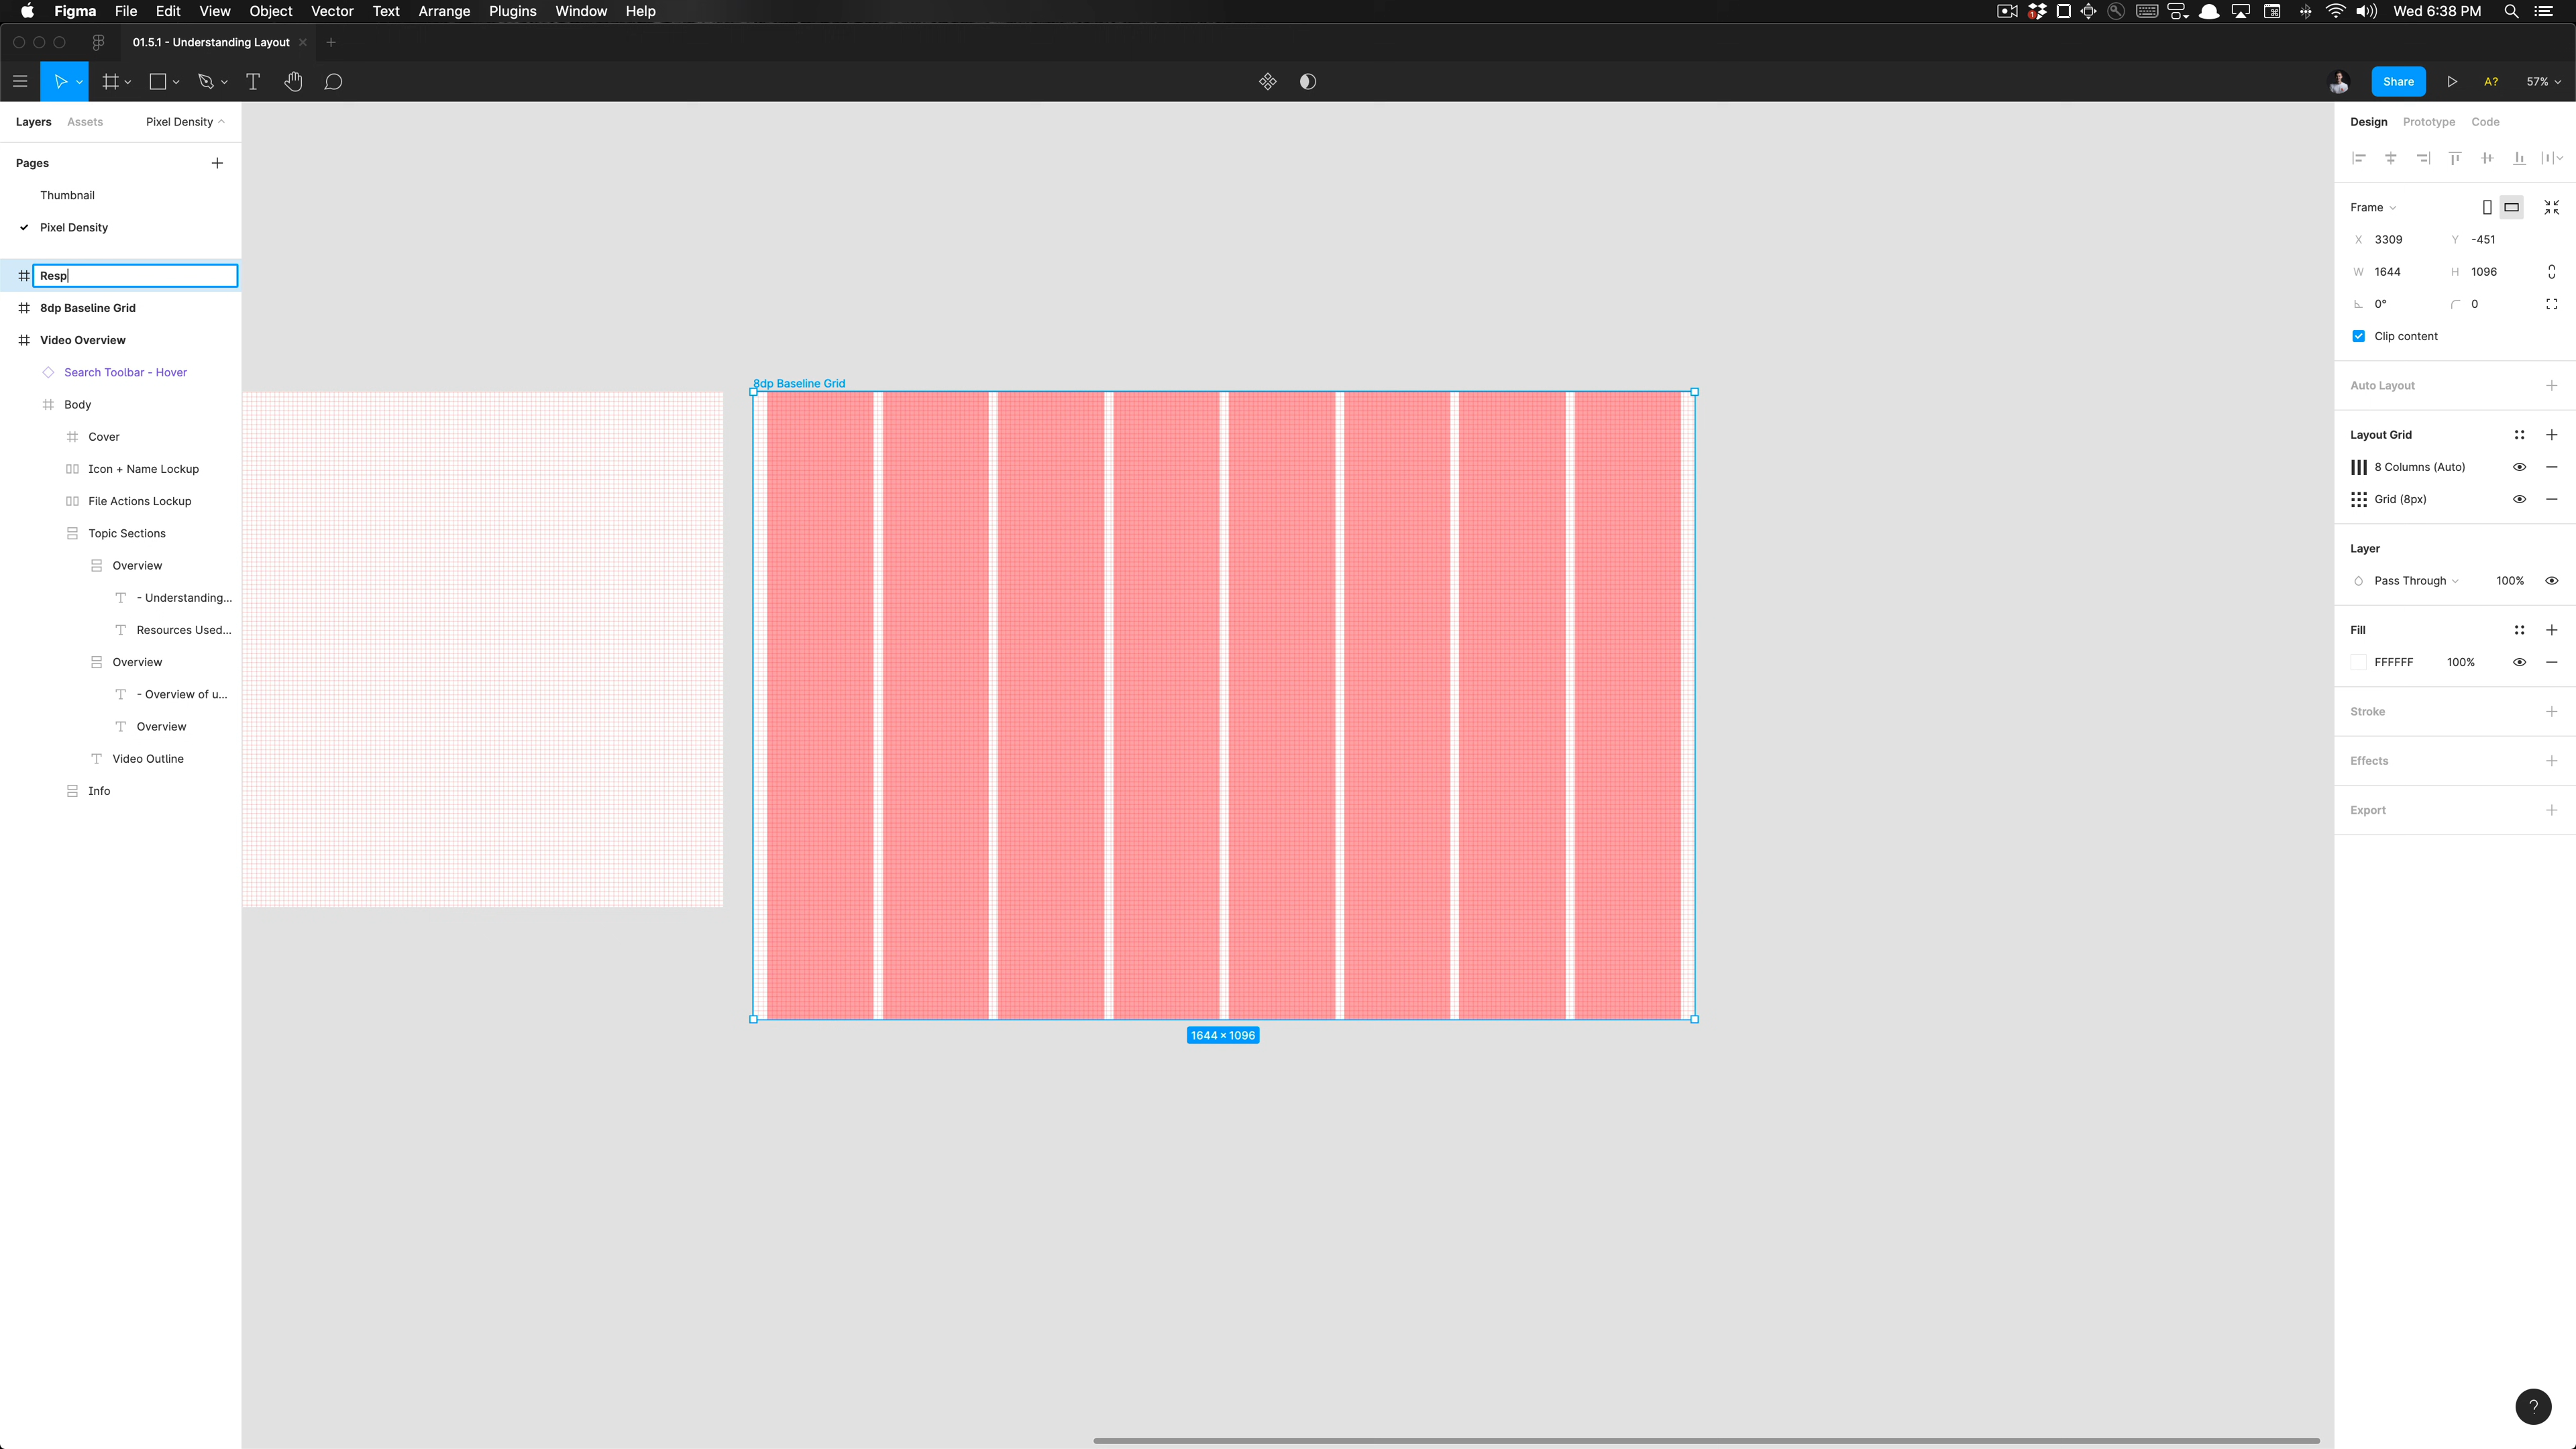 Figma File Edit View Object Vector Text Arrange Plugins Window Help
1
Wed 6:38 PM
01.5.1 - Understanding Layout
Share
A?
57%
Layers Assets Pixel Density
Pages
Thumbnail
Pixel Density
Resp
8dp Baseline Grid
Video Overview
Search Toolbar - Hover
Body
Cover
Icon + Name Lockup
File Actions Lockup
Topic Sections
Overview
- Understanding...
Resources Used...
Overview
- Overview of u...
Overview
Video Outline
Info
8dp Baseline Grid
1644 × 1096
Design Prototype Code
Frame
X 3309 Y -451
W 1644 H 1096
0° 0
Clip content
Auto Layout
Layout Grid
8 Columns (Auto)
Grid (8px)
Layer
Pass Through 100%
Fill
FFFFFF 100%
Stroke
Effects
Export
?